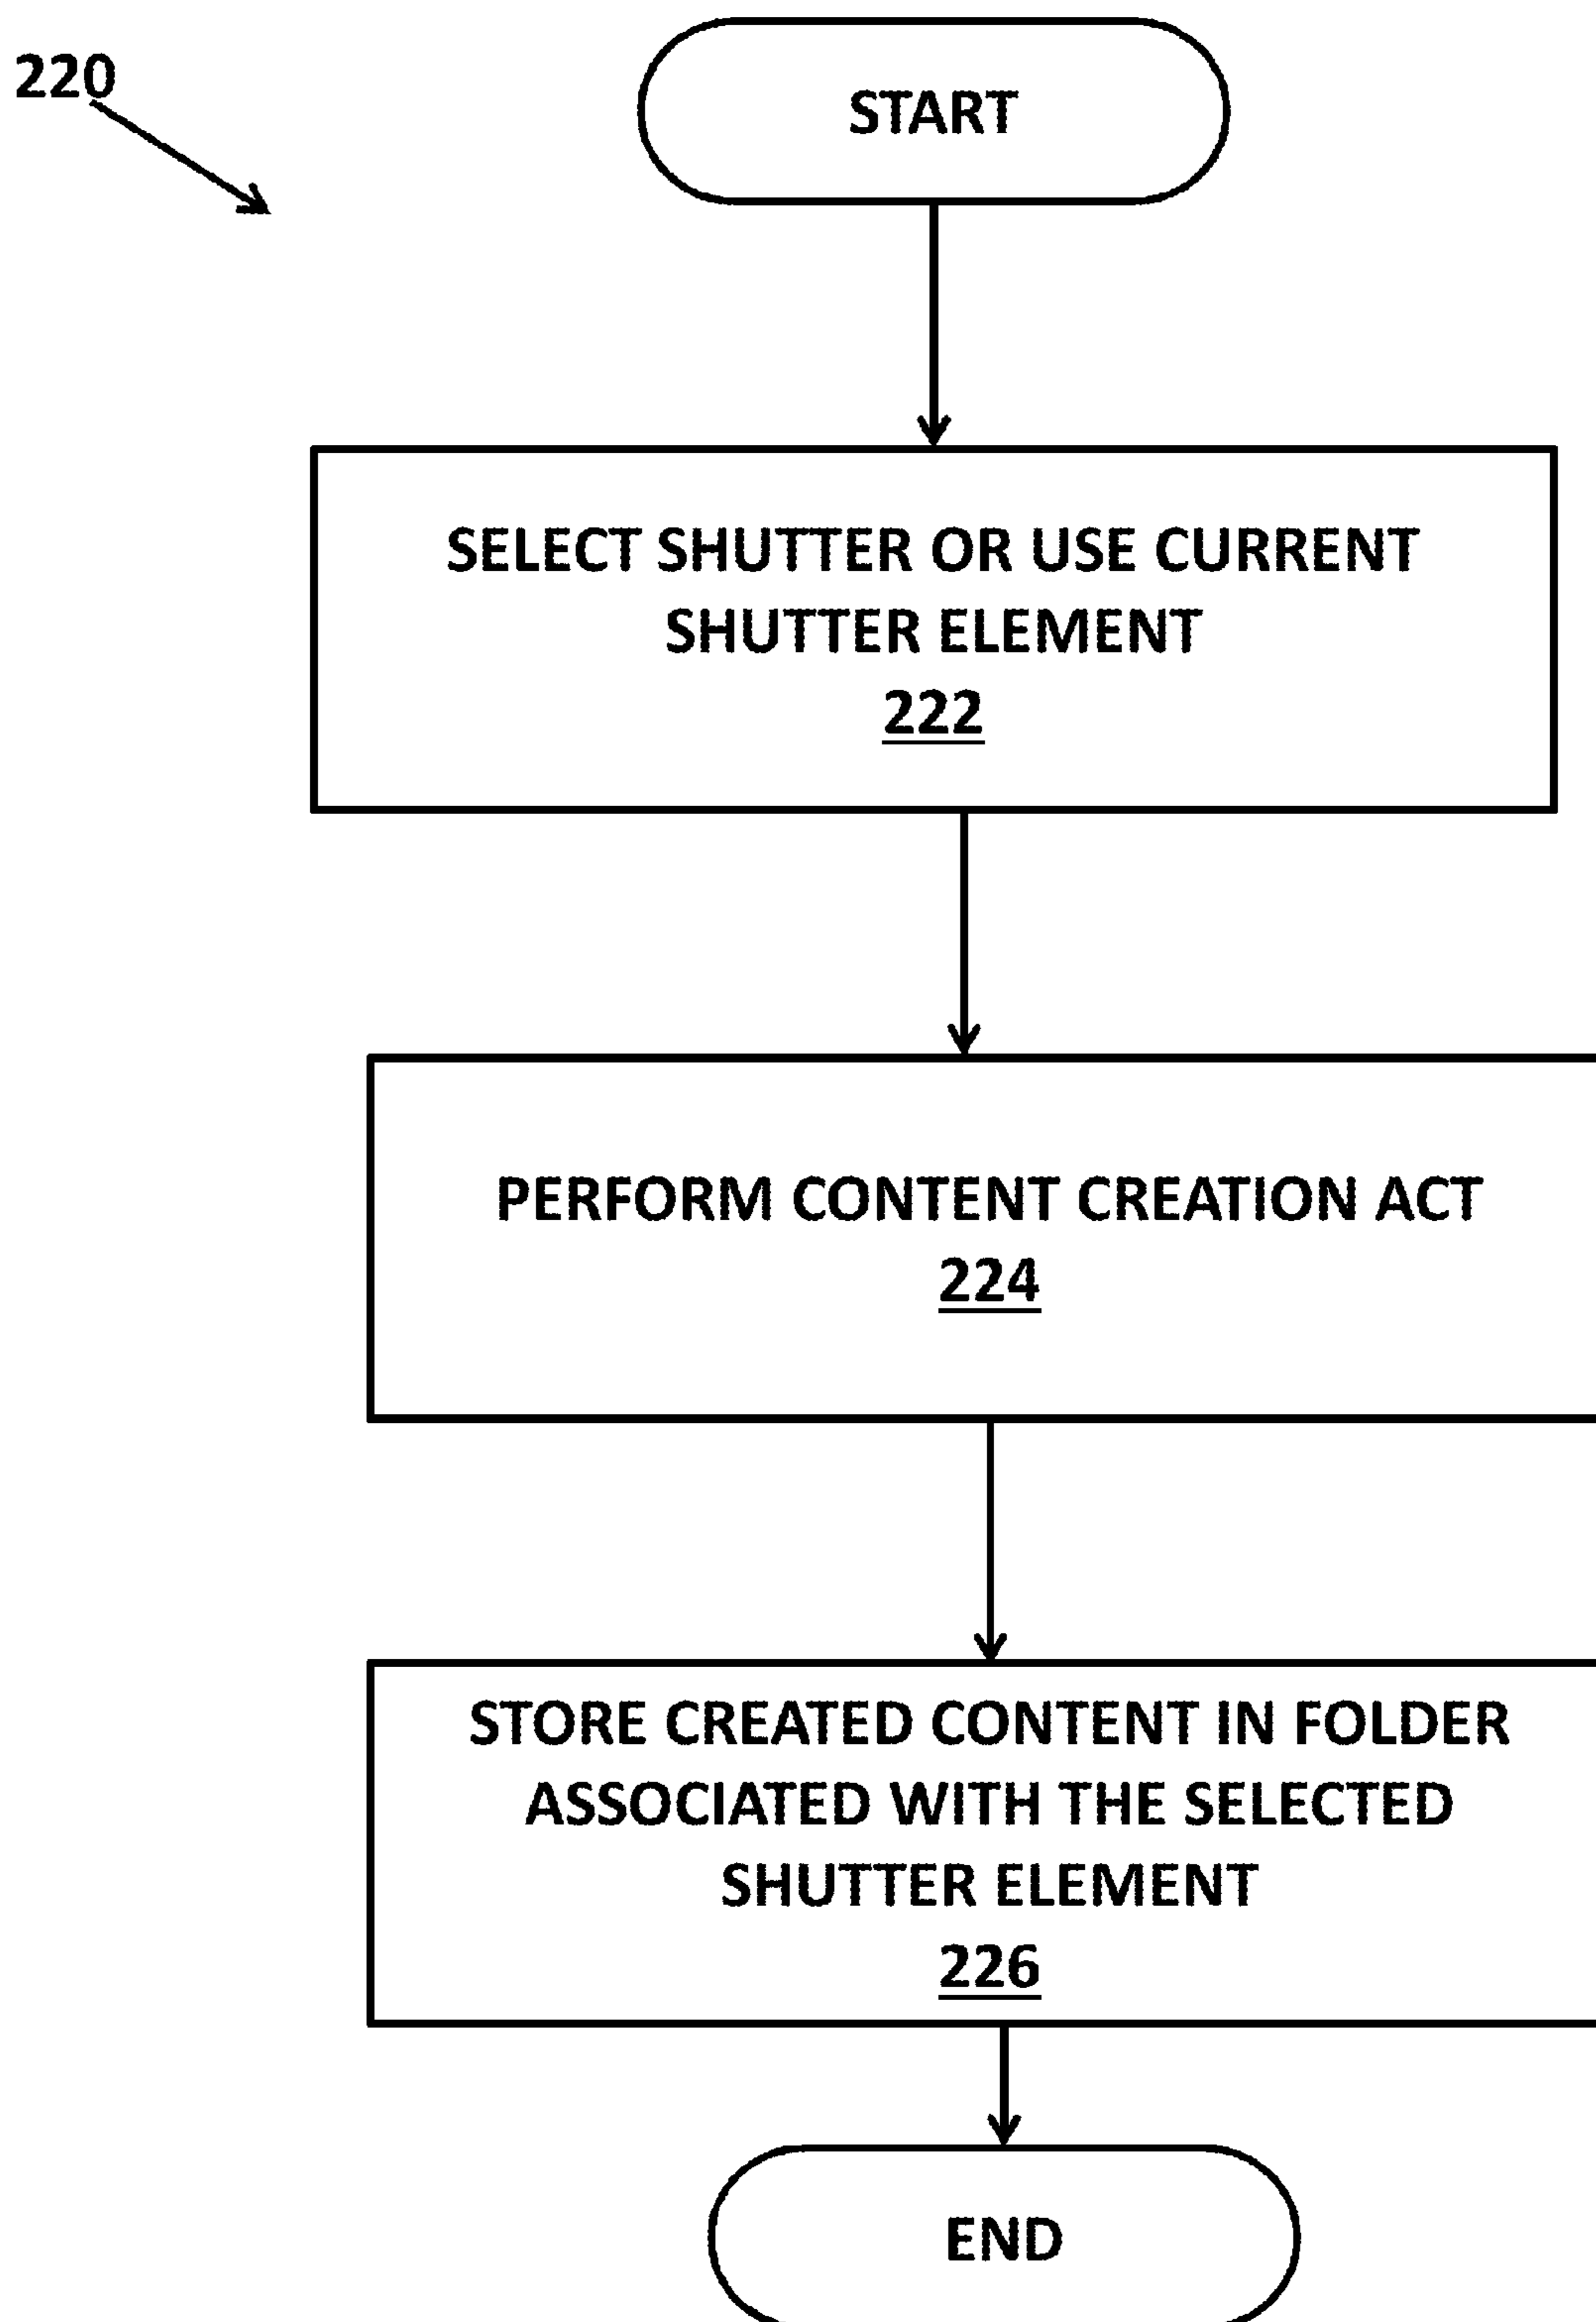 220
START
SELECT SHUTTER OR USE CURRENT
SHUTTER ELEMENT
222
PERFORM CONTENT CREATION ACT
224
STORE CREATED CONTENT IN FOLDER
ASSOCIATED WITH THE SELECTED
SHUTTER ELEMENT
226
END